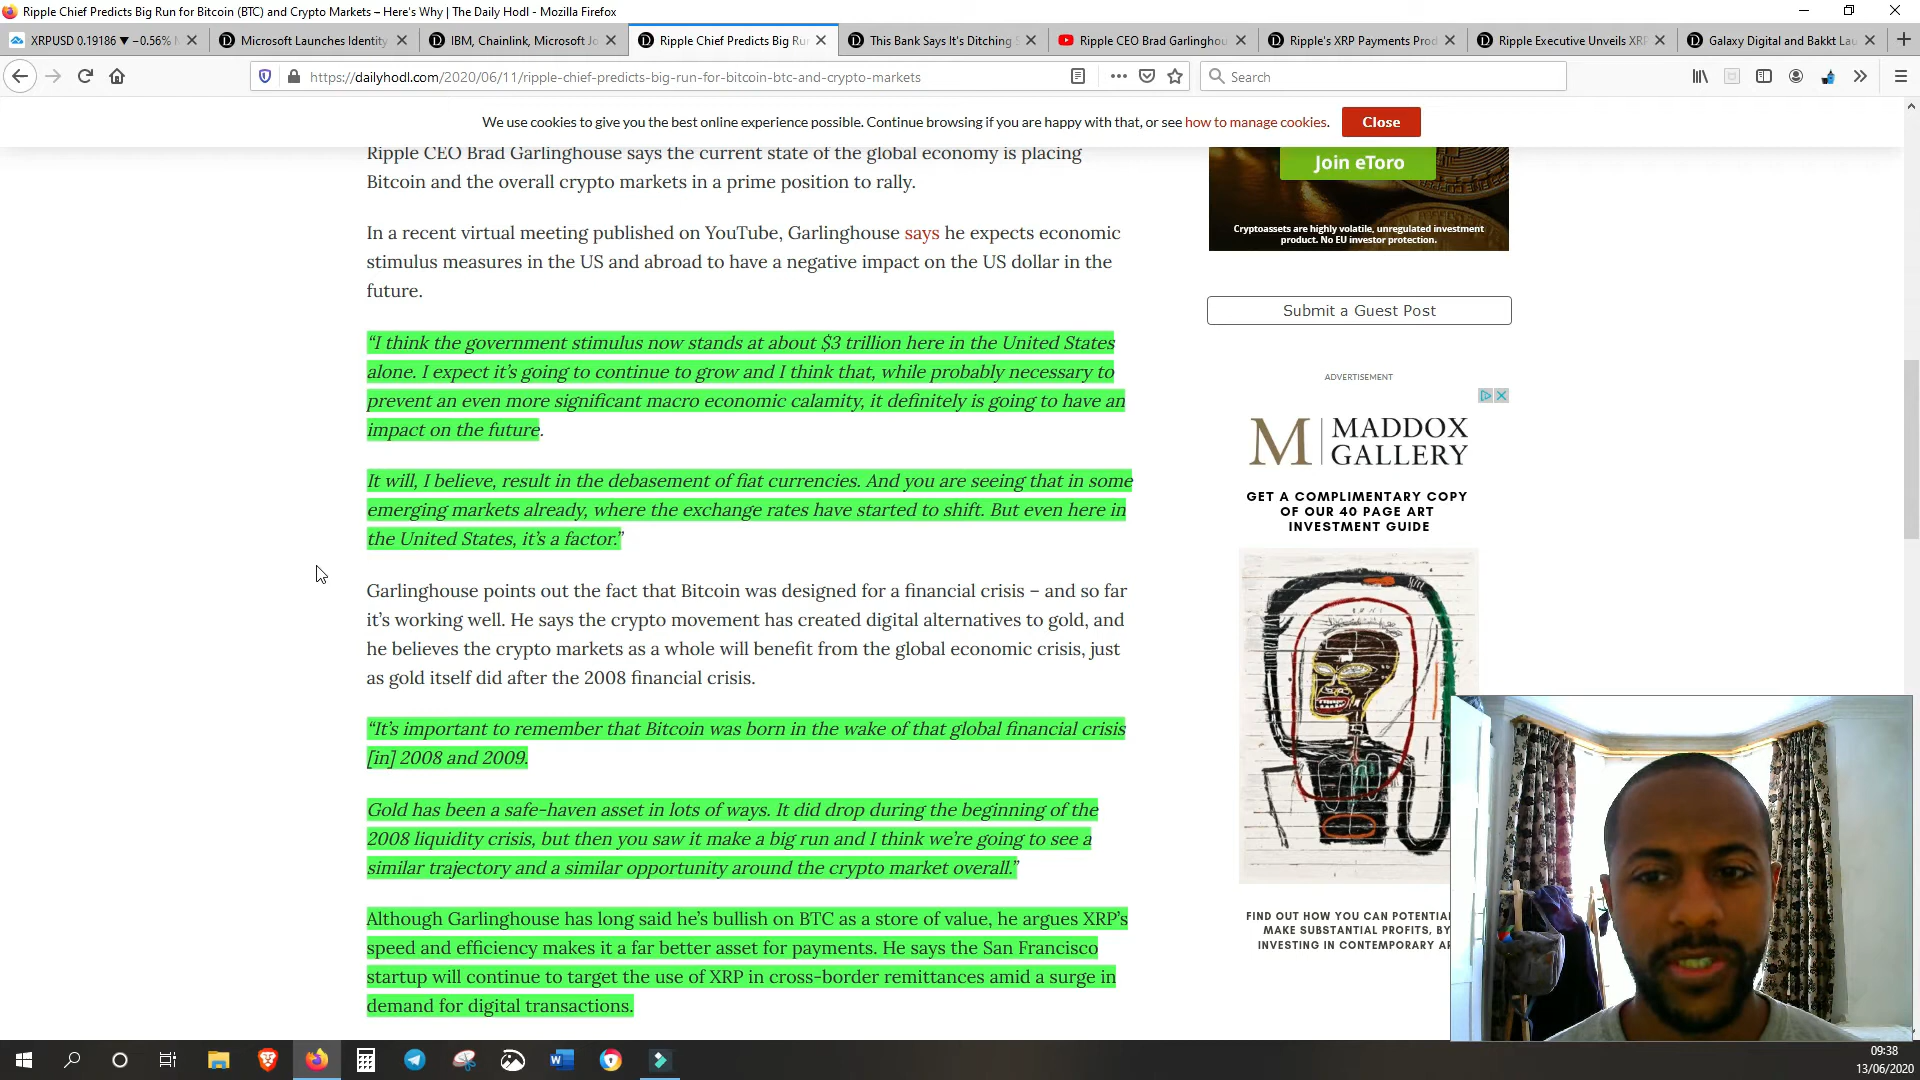 Ripple Chief Predicts Big Run for Bitcoin (BTC) and Crypto Markets – Here's Why | The Daily Hodl - Mozilla Firefox
XRPUSD 0.19186 ▼ −0.56%
Microsoft Launches Identity
IBM, Chainlink, Microsoft Jo
Ripple Chief Predicts Big Run
This Bank Says It's Ditching
Ripple CEO Brad Garlinghou
Ripple's XRP Payments Prod
Ripple Executive Unveils XRP
Galaxy Digital and Bakkt Lau
https://dailyhodl.com/2020/06/11/ripple-chief-predicts-big-run-for-bitcoin-btc-and-crypto-markets
Search
We use cookies to give you the best online experience possible. Continue browsing if you are happy with that, or see how to manage cookies.
Close
Ripple CEO Brad Garlinghouse says the current state of the global economy is placing
Bitcoin and the overall crypto markets in a prime position to rally.
In a recent virtual meeting published on YouTube, Garlinghouse says he expects economic
stimulus measures in the US and abroad to have a negative impact on the US dollar in the
future.
“I think the government stimulus now stands at about $3 trillion here in the United States
alone. I expect it’s going to continue to grow and I think that, while probably necessary to
prevent an even more significant macro economic calamity, it definitely is going to have an
impact on the future.
It will, I believe, result in the debasement of fiat currencies. And you are seeing that in some
emerging markets already, where the exchange rates have started to shift. But even here in
the United States, it’s a factor.”
Garlinghouse points out the fact that Bitcoin was designed for a financial crisis – and so far
it’s working well. He says the crypto movement has created digital alternatives to gold, and
he believes the crypto markets as a whole will benefit from the global economic crisis, just
as gold itself did after the 2008 financial crisis.
“It’s important to remember that Bitcoin was born in the wake of that global financial crisis
[in] 2008 and 2009.
Gold has been a safe-haven asset in lots of ways. It did drop during the beginning of the
2008 liquidity crisis, but then you saw it make a big run and I think we’re going to see a
similar trajectory and a similar opportunity around the crypto market overall.”
Although Garlinghouse has long said he’s bullish on BTC as a store of value, he argues XRP’s
speed and efficiency makes it a far better asset for payments. He says the San Francisco
startup will continue to target the use of XRP in cross-border remittances amid a surge in
demand for digital transactions.
Join eToro
Cryptoassets are highly volatile, unregulated investment
product. No EU investor protection.
Submit a Guest Post
ADVERTISEMENT
M | MADDOX
GALLERY
GET A COMPLIMENTARY COPY
OF OUR 40 PAGE ART
INVESTMENT GUIDE
FIND OUT HOW YOU CAN POTENTIA
MAKE SUBSTANTIAL PROFITS, BY
INVESTING IN CONTEMPORARY AR
09:38
13/06/2020